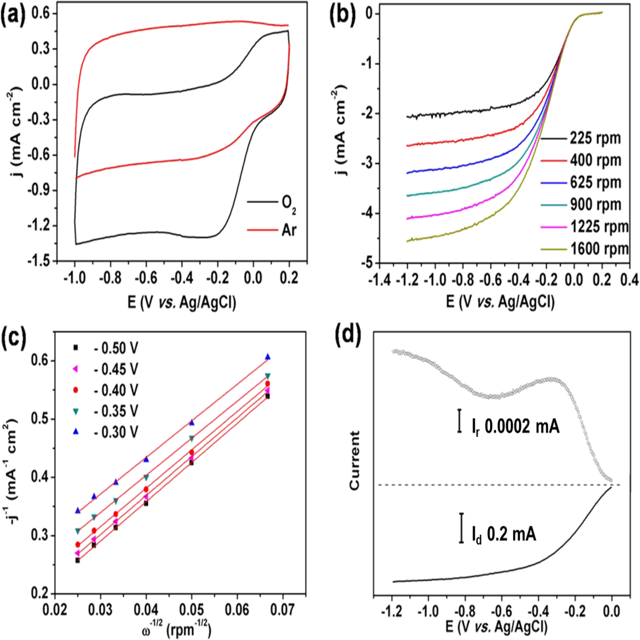 (a)
0.6
0.3
0.0
-0.3
-0.6
-0.9
-1.2
-1.5
j (mA cm⁻²)
O₂
Ar
-1.0 -0.8 -0.6 -0.4 -0.2 0.0 0.2
E (V vs. Ag/AgCl)
(b)
0
-1
-2
-3
-4
-5
j (mA cm⁻²)
225 rpm
400 rpm
625 rpm
900 rpm
1225 rpm
1600 rpm
-1.4 -1.2 -1.0 -0.8 -0.6 -0.4 -0.2 0.0 0.2 0.4
E (V vs. Ag/AgCl)
(c)
0.6
0.5
0.4
0.3
0.2
-j⁻¹ (mA⁻¹ cm²)
- 0.50 V
- 0.45 V
- 0.40 V
- 0.35 V
- 0.30 V
0.02 0.03 0.04 0.05 0.06 0.07
ω⁻¹ᐟ² (rpm⁻¹ᐟ²)
(d)
Current
Iᵣ 0.0002 mA
I_d 0.2 mA
-1.2 -1.0 -0.8 -0.6 -0.4 -0.2 0.0
E (V vs. Ag/AgCl)